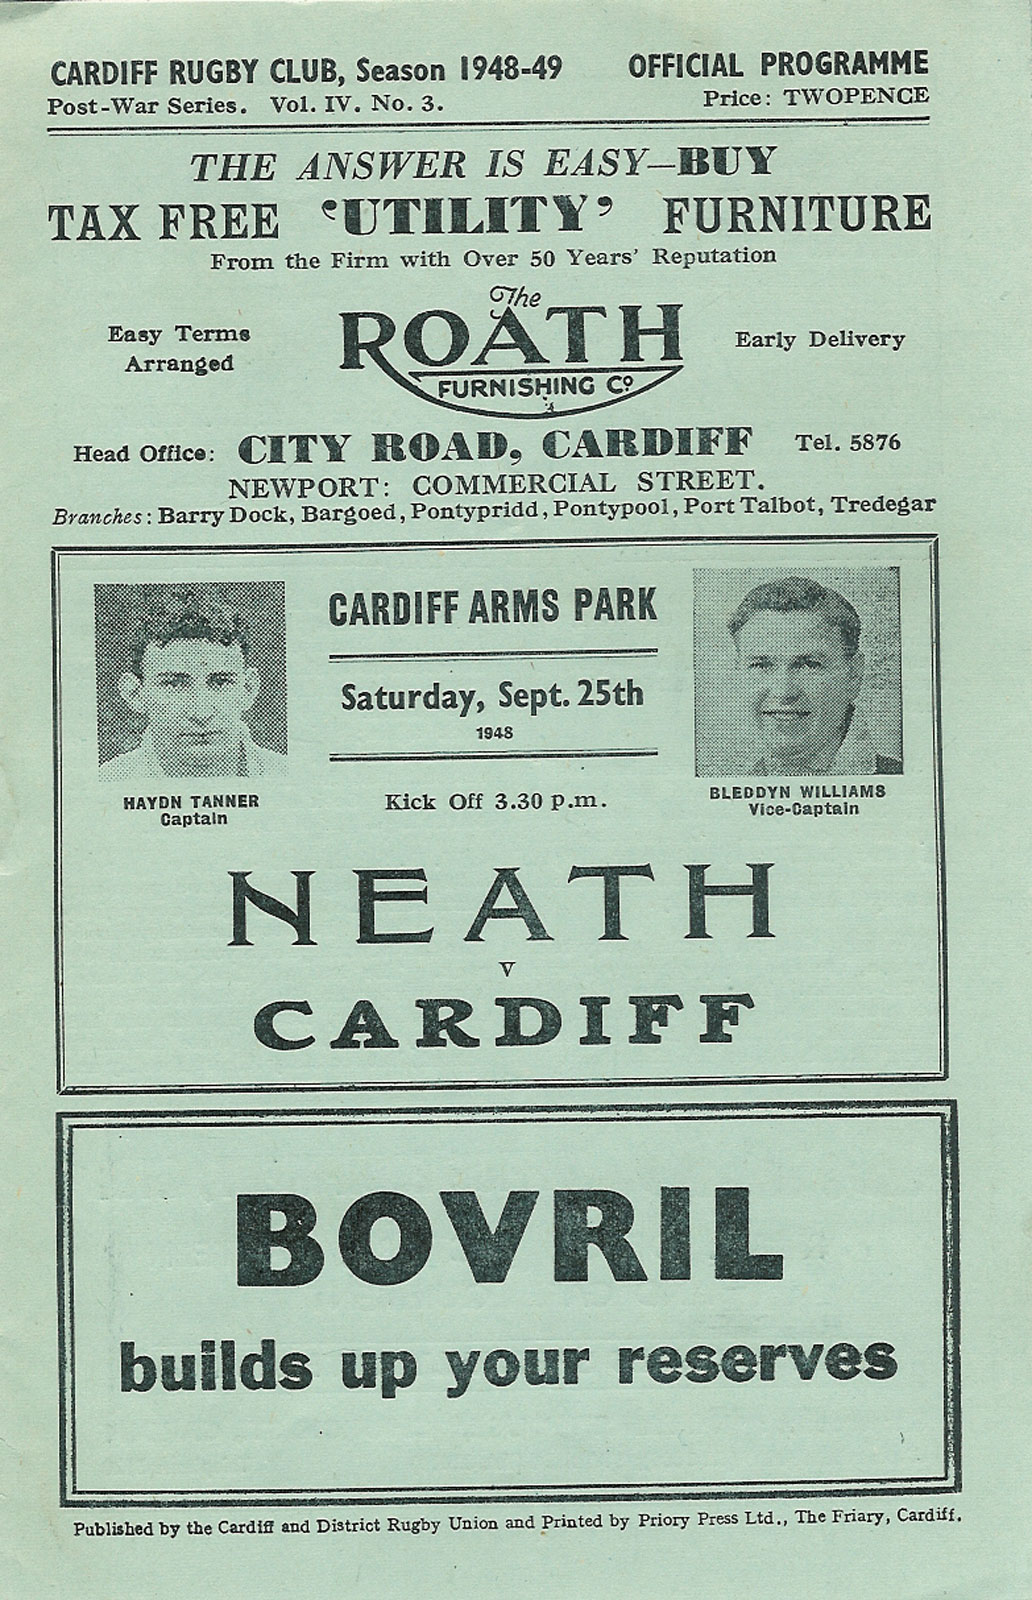 CARDIFF RUGBY CLUB, Season 1948-49 OFFICIAL PROGRAMME
Post-War Series. Vol. IV. No. 3. Price: TWOPENCE
THE ANSWER IS EASY—BUY
TAX FREE 'UTILITY' FURNITURE
From the Firm with Over 50 Years' Reputation
Easy Terms
Arranged
The
ROATH
FURNISHING Co
Early Delivery
Head Office: CITY ROAD, CARDIFF Tel. 5876
NEWPORT: COMMERCIAL STREET.
Branches: Barry Dock, Bargoed, Pontypridd, Pontypool, Port Talbot, Tredegar
CARDIFF ARMS PARK
Saturday, Sept. 25th
1948
Kick Off 3.30 p.m.
HAYDN TANNER
Captain
BLEDDYN WILLIAMS
Vice-Captain
NEATH
v
CARDIFF
BOVRIL
builds up your reserves
Published by the Cardiff and District Rugby Union and Printed by Priory Press Ltd., The Friary, Cardiff.